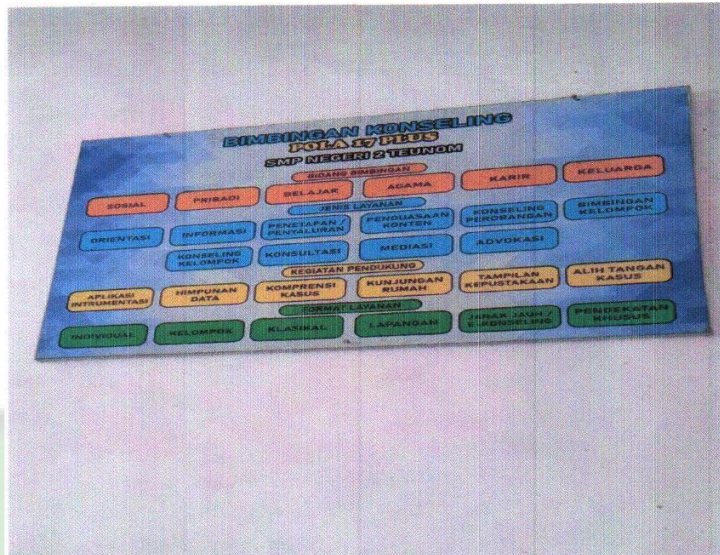 BIMBINGAN KONSELING
POLA 17 PLUS
SMP NEGERI 2 TEUNOM
BIDANG BIMBINGAN
SOSIAL PRIBADI BELAJAR AGAMA KARIR KELUARGA
JENIS LAYANAN
ORIENTASI INFORMASI PENETAPAN / PENYALURAN PENGUASAAN KONTEN KONSELING PERORANGAN BIMBINGAN KELOMPOK
KONSELING KELOMPOK KONSULTASI MEDIASI ADVOKASI
KEGIATAN PENDUKUNG
APLIKASI INTRUMENTASI HIMPUNAN DATA KOMPRENSI KASUS KUNJUNGAN RUMAH TAMPILAN KEPUSTAKAAN ALIH TANGAN KASUS
FORMAT LAYANAN
INDIVIDUAL KELOMPOK KLASIKAL LAPANGAN JARAK JAUH / E-KONSELING PENDEKATAN KHUSUS